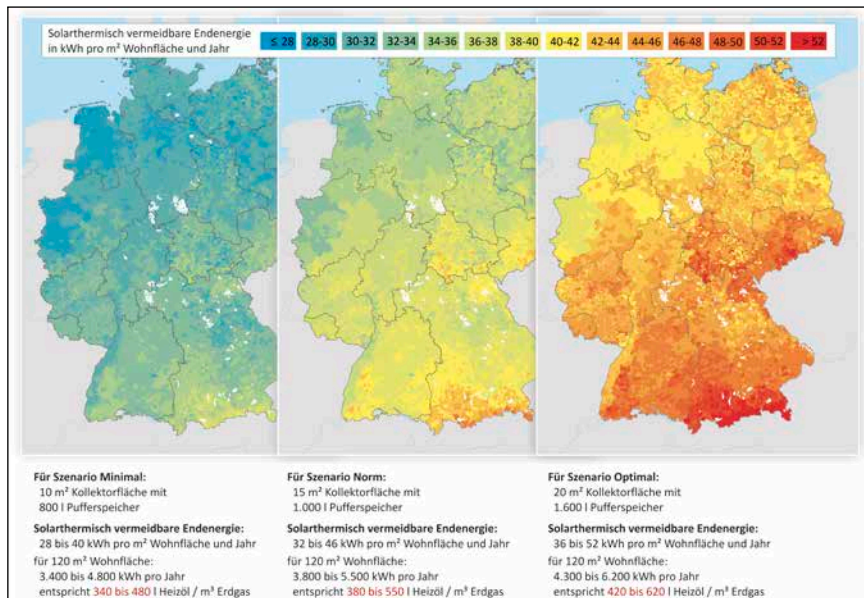 Solarthermisch vermeidbare Endenergie
in kWh pro m² Wohnfläche und Jahr
≤ 28 28-30 30-32 32-34 34-36 36-38 38-40 40-42 42-44 44-46 46-48 48-50 50-52 > 52
Für Szenario Minimal:
10 m² Kollektorfläche mit
800 l Pufferspeicher
Solarthermisch vermeidbare Endenergie:
28 bis 40 kWh pro m² Wohnfläche und Jahr
für 120 m² Wohnfläche:
3.400 bis 4.800 kWh pro Jahr
entspricht 340 bis 480 l Heizöl / m³ Erdgas
Für Szenario Norm:
15 m² Kollektorfläche mit
1.000 l Pufferspeicher
Solarthermisch vermeidbare Endenergie:
32 bis 46 kWh pro m² Wohnfläche und Jahr
für 120 m² Wohnfläche:
3.800 bis 5.500 kWh pro Jahr
entspricht 380 bis 550 l Heizöl / m³ Erdgas
Für Szenario Optimal:
20 m² Kollektorfläche mit
1.600 l Pufferspeicher
Solarthermisch vermeidbare Endenergie:
36 bis 52 kWh pro m² Wohnfläche und Jahr
für 120 m² Wohnfläche:
4.300 bis 6.200 kWh pro Jahr
entspricht 420 bis 620 l Heizöl / m³ Erdgas